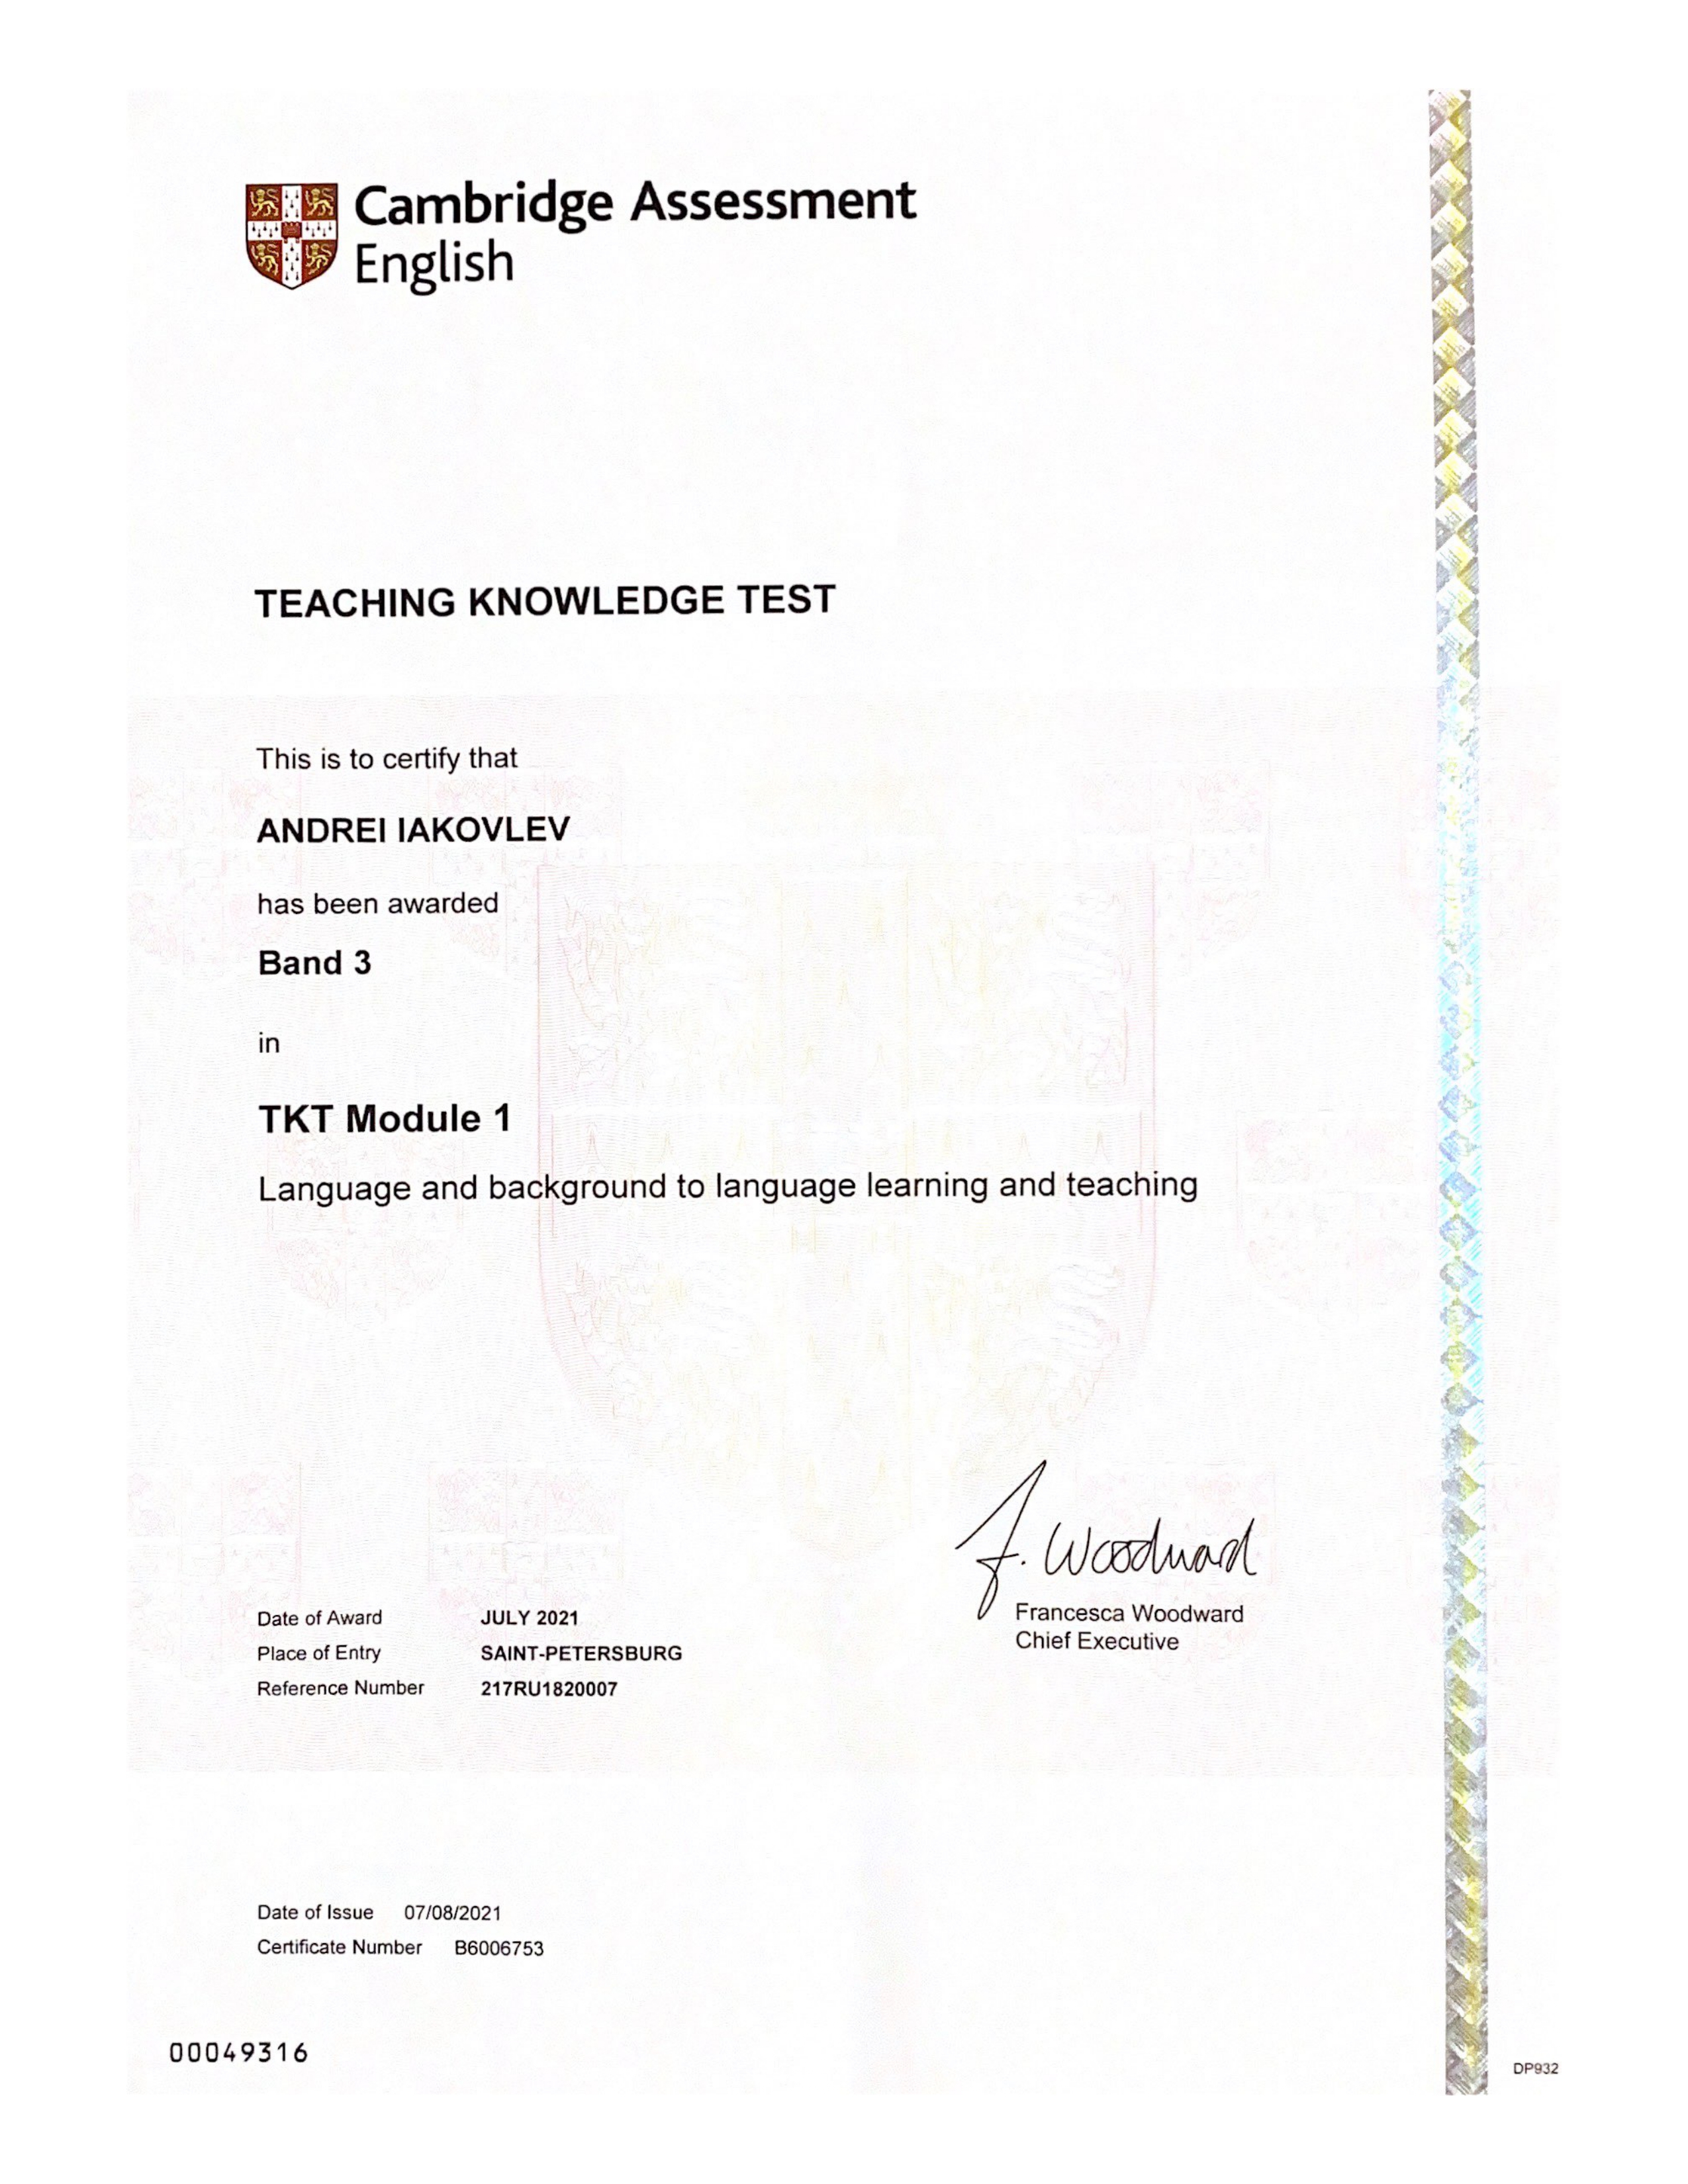 Cambridge Assessment
English
TEACHING KNOWLEDGE TEST
This is to certify that
ANDREI IAKOVLEV
has been awarded
Band 3
in
TKT Module 1
Language and background to language learning and teaching
F. Woodward
Francesca Woodward
Chief Executive
Date of Award JULY 2021
Place of Entry SAINT-PETERSBURG
Reference Number 217RU1820007
Date of Issue 07/08/2021
Certificate Number B6006753
00049316
DP932